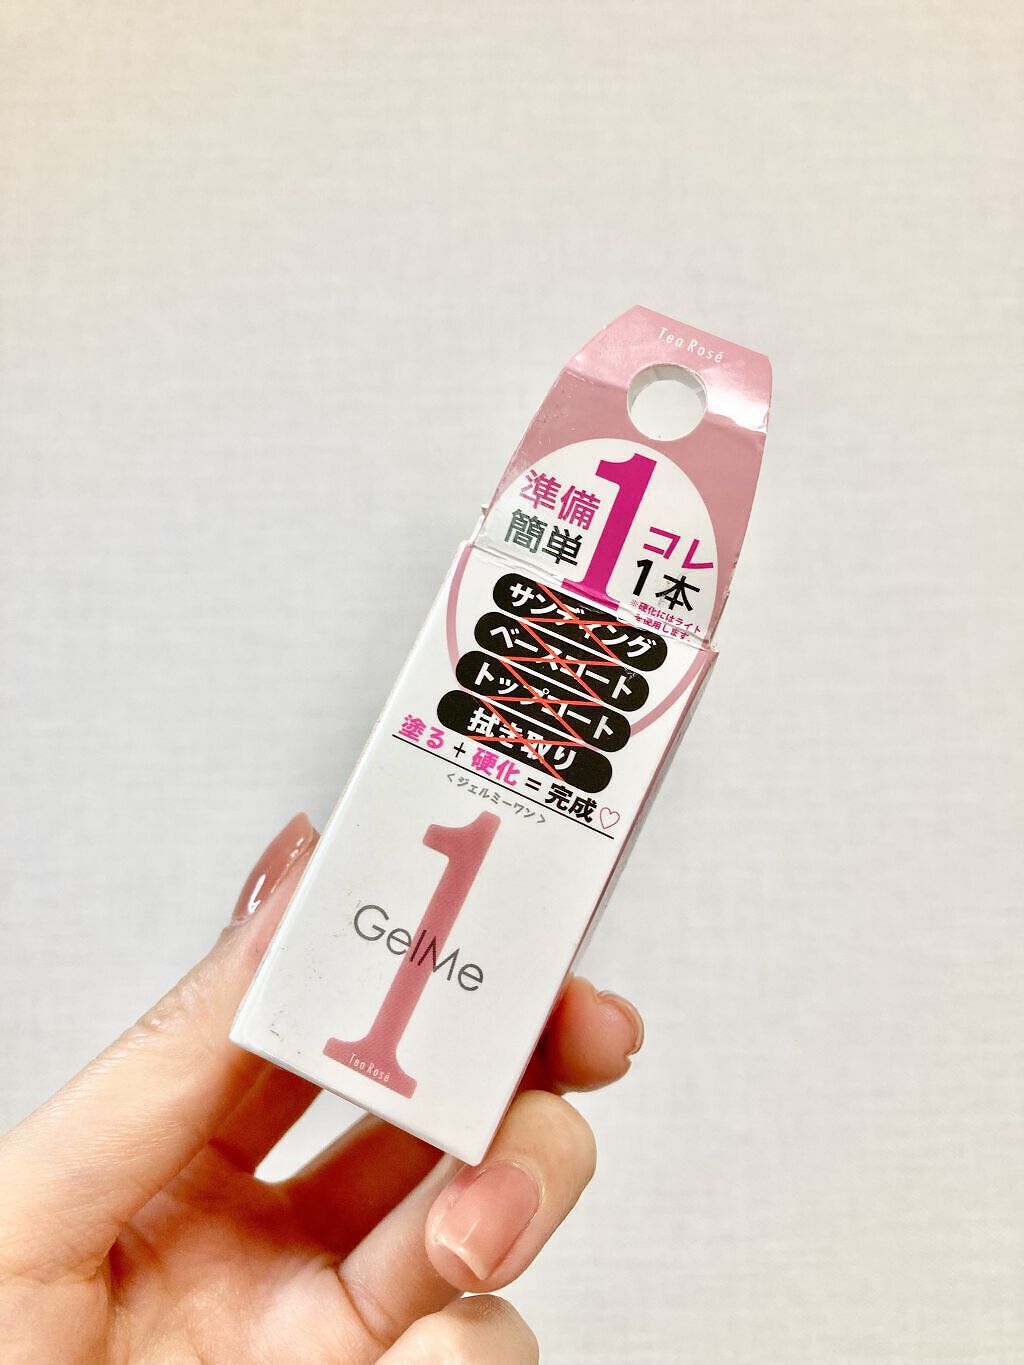 Tea Rosé
準備
簡単
1
コレ
1本
※硬化にはライト
を使用します。
サンディング
ベースコート
トップコート
拭き取り
塗る + 硬化 = 完成♡
<ジェルミーワン>
1
GelMe
Tea Rosé